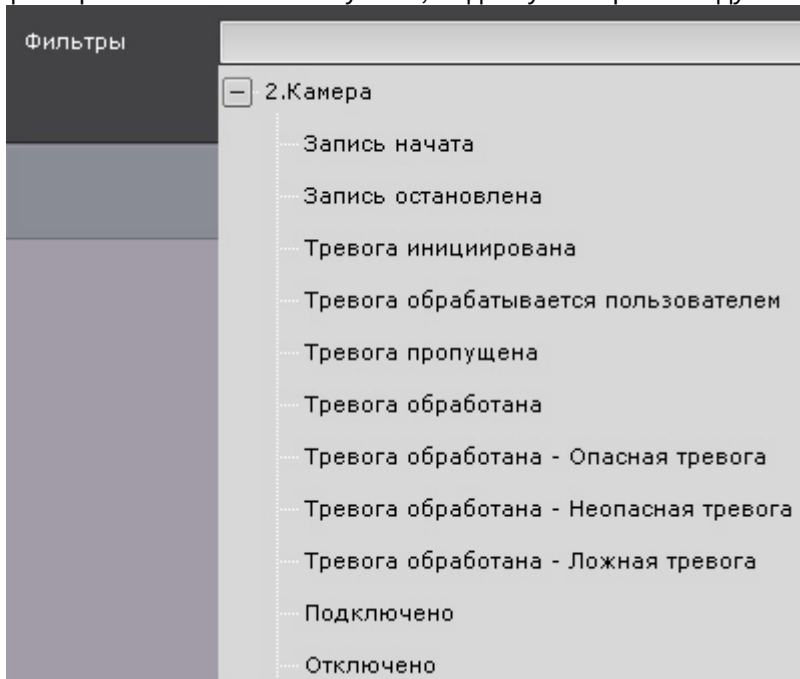 Фильтры
2.Камера
Запись начата
Запись остановлена
Тревога инициирована
Тревога обрабатывается пользователем
Тревога пропущена
Тревога обработана
Тревога обработана - Опасная тревога
Тревога обработана - Неопасная тревога
Тревога обработана - Ложная тревога
Подключено
Отключено